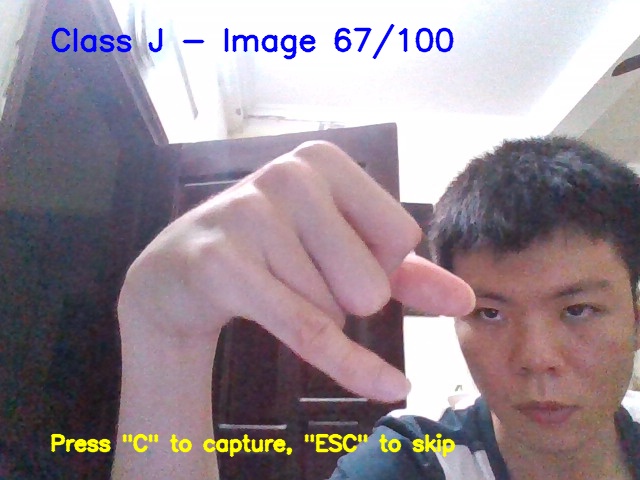 Class J - Image 67/100
Press "C" to capture, "ESC" to skip